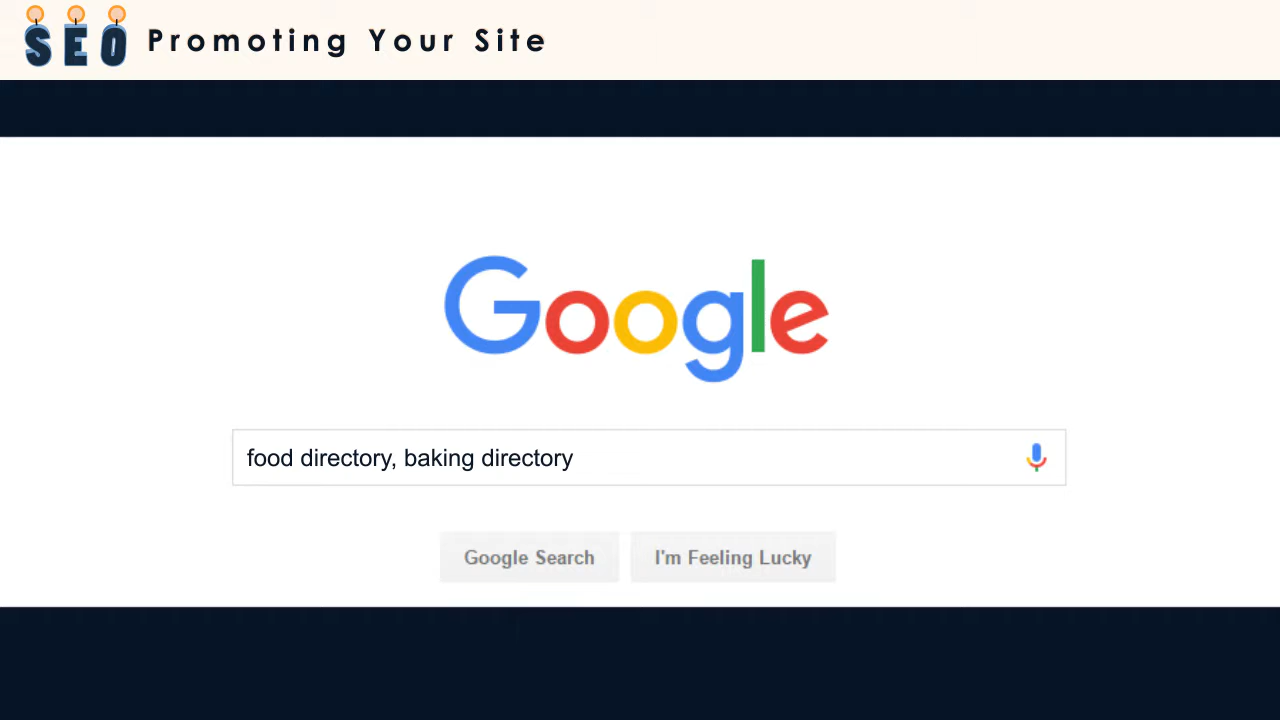 SEO Promoting Your Site
Google
food directory, baking directory
Google Search I'm Feeling Lucky